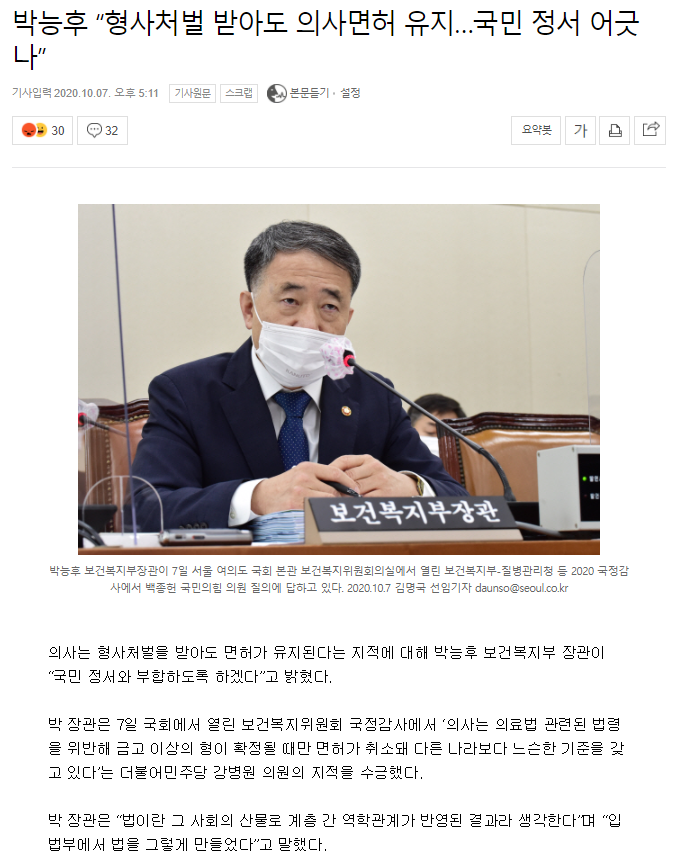 박능후 “형사처벌 받아도 의사면허 유지…국민 정서 어긋
나”
기사입력 2020.10.07. 오후 5:11 기사원문 스크랩 본문듣기 · 설정
30 32 요약봇 가
보건복지부장관
박능후 보건복지부장관이 7일 서울 여의도 국회 본관 보건복지위원회의실에서 열린 보건복지부-질병관리청 등 2020 국정감
사에서 백종헌 국민의힘 의원 질의에 답하고 있다. 2020.10.7 김명국 선임기자 daunso@seoul.co.kr
의사는 형사처벌을 받아도 면허가 유지된다는 지적에 대해 박능후 보건복지부 장관이
“국민 정서와 부합하도록 하겠다”고 밝혔다.
박 장관은 7일 국회에서 열린 보건복지위원회 국정감사에서 ‘의사는 의료법 관련된 법령
을 위반해 금고 이상의 형이 확정될 때만 면허가 취소돼 다른 나라보다 느슨한 기준을 갖
고 있다’는 더불어민주당 강병원 의원의 지적을 수긍했다.
박 장관은 “법이란 그 사회의 산물로 계층 간 역학관계가 반영된 결과라 생각한다”며 “입
법부에서 법을 그렇게 만들었다”고 말했다.